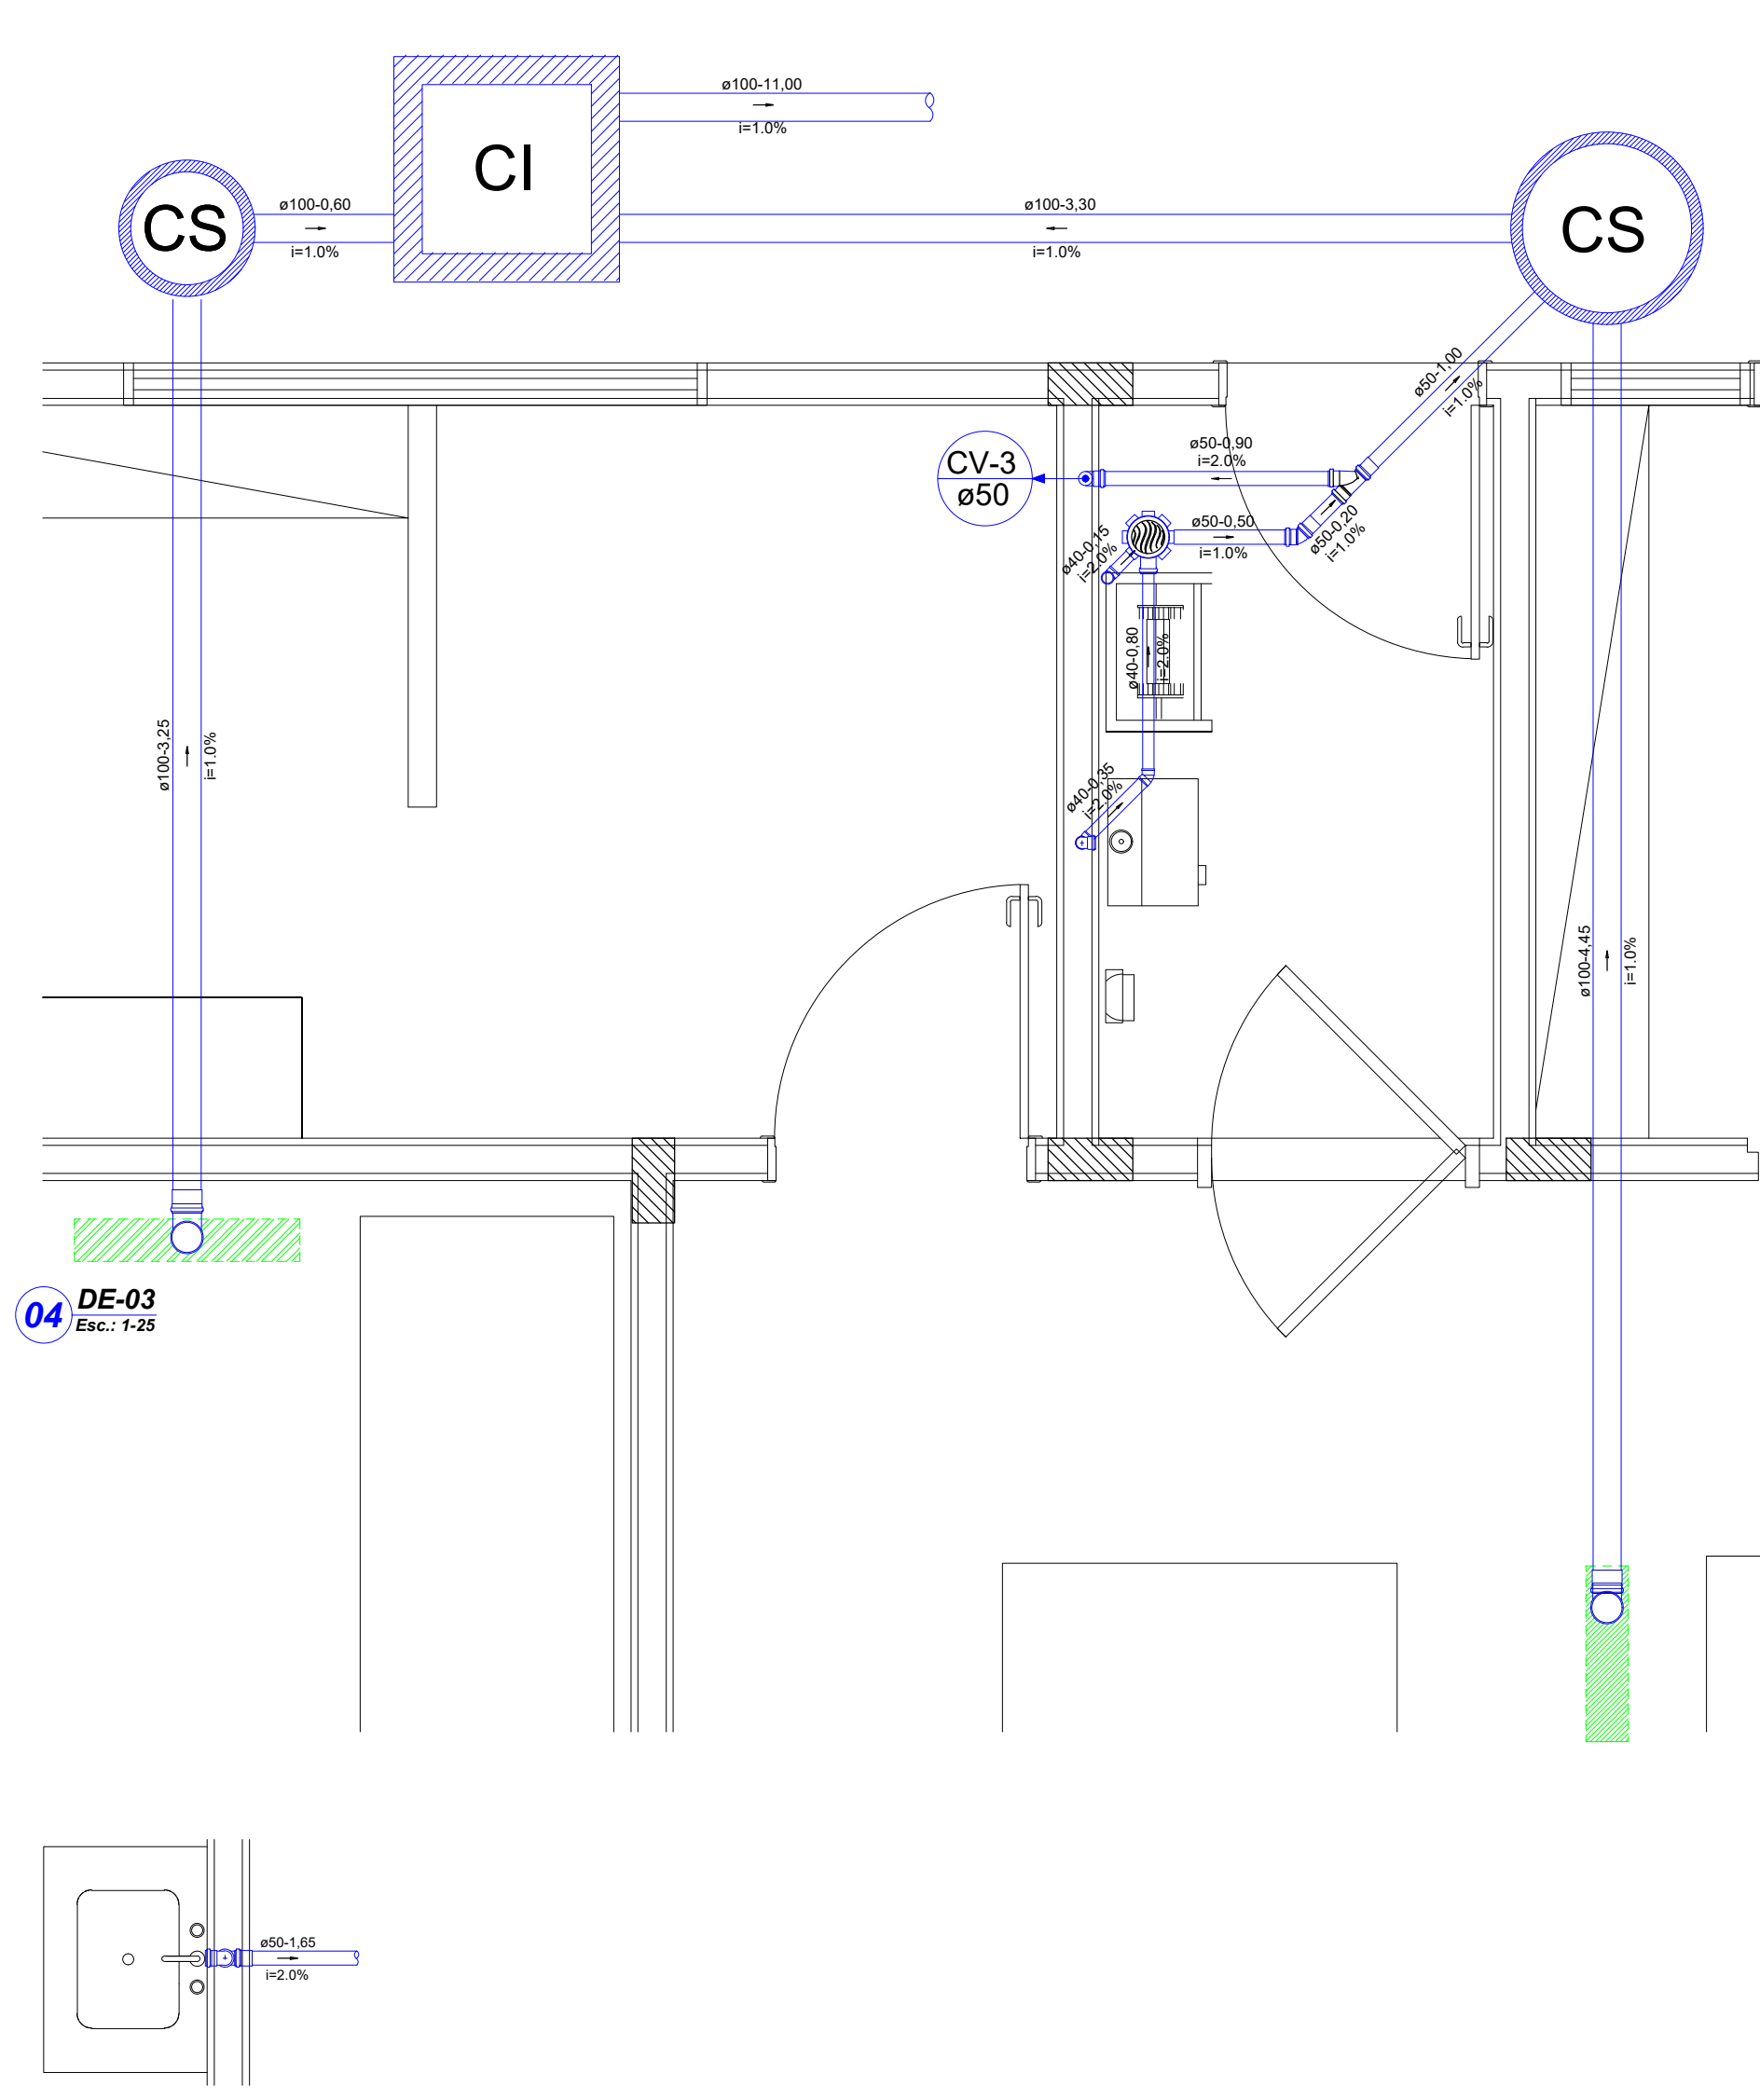 ø100-11,00
i=1.0%
CI
CS
ø100-0,60
i=1.0%
ø100-3,30
i=1.0%
CS
ø50-1,00
i=1.0%
ø50-0,90
i=2.0%
CV-3
ø50
ø50-0,50
i=1.0%
ø50-0,20
i=1.0%
ø40-0,15
i=2.0%
ø40-0,80
i=2.0%
ø40-0,35
i=2.0%
ø100-3,25
i=1.0%
ø100-4,45
i=1.0%
04
DE-03
Esc.: 1-25
ø50-1,65
i=2.0%